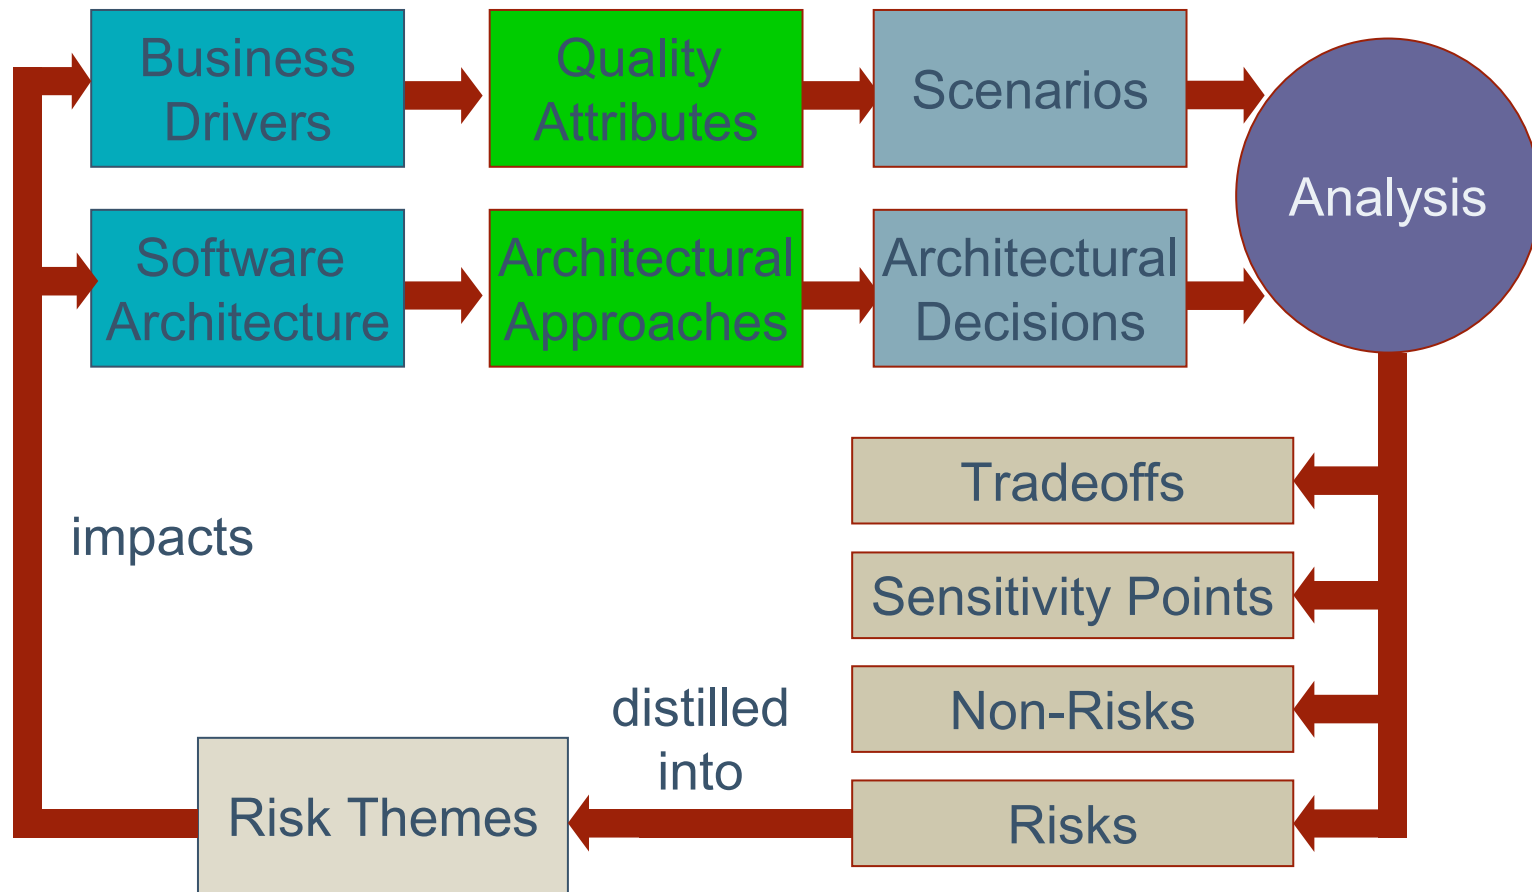 Business
Drivers
Quality
Attributes
Scenarios
Analysis
Software
Architecture
Architectural
Approaches
Architectural
Decisions
Tradeoffs
impacts
Sensitivity Points
Non-Risks
distilled
into
Risk Themes
Risks